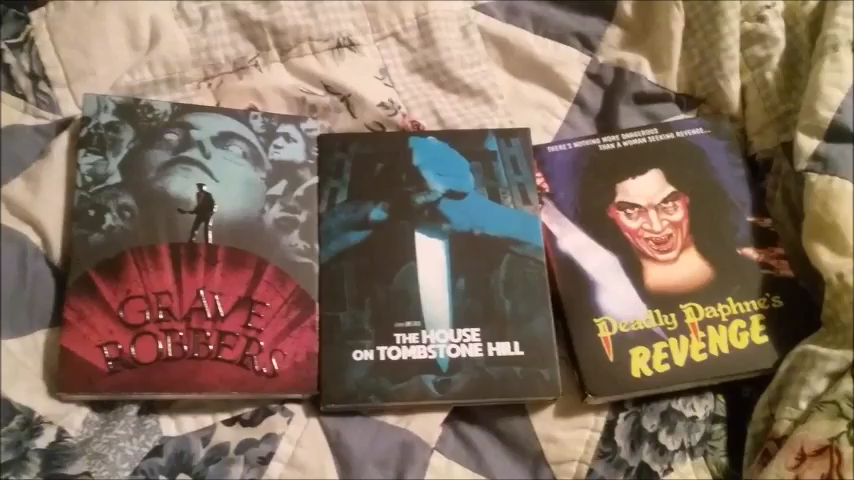 GRAVE
ROBBERS
THE HOUSE
ON TOMBSTONE HILL
THERE'S NOTHING MORE DANGEROUS
THAN A WOMAN SEEKING REVENGE...
Deadly Daphne's
REVENGE